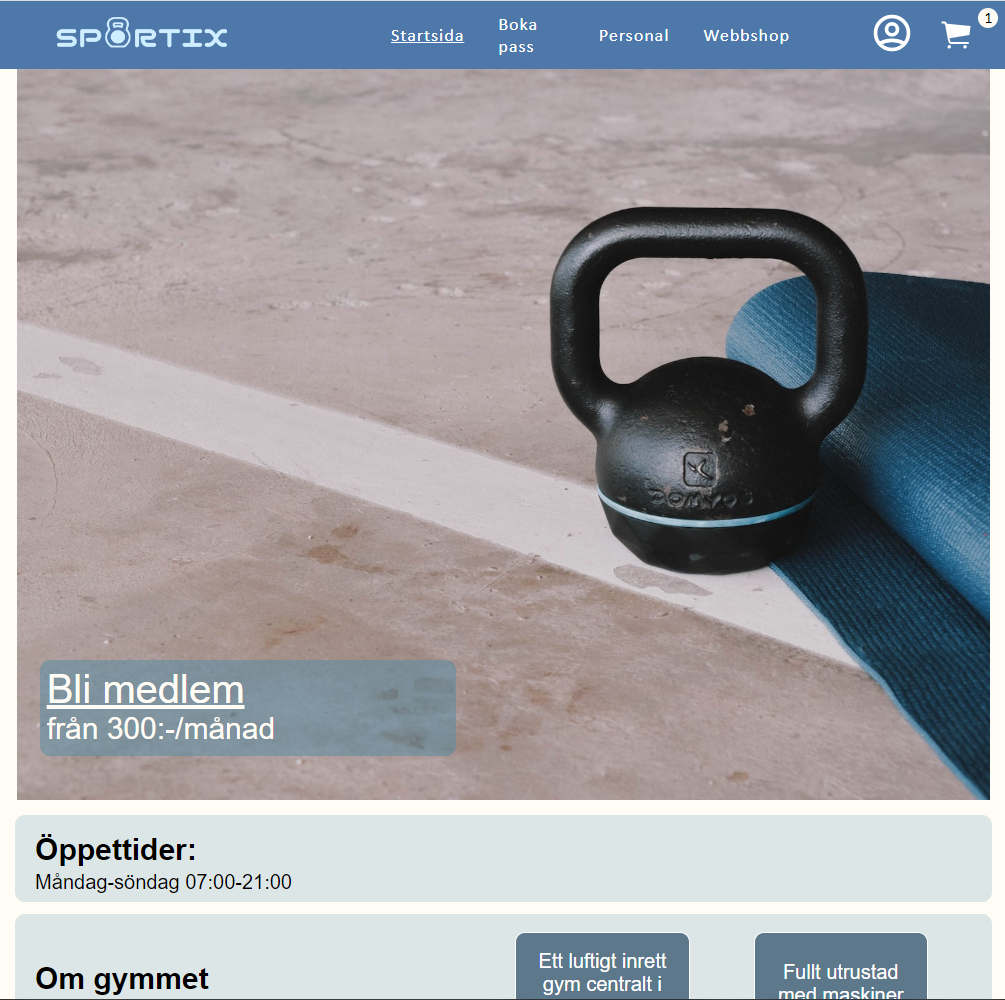 SPORTIX
Startsida
Boka
pass
Personal
Webbshop
1
DOMYOS
Bli medlem
från 300:-/månad
Öppettider:
Måndag-söndag 07:00-21:00
Om gymmet
Ett luftigt inrett
gym centralt i
Fullt utrustad
med maskiner